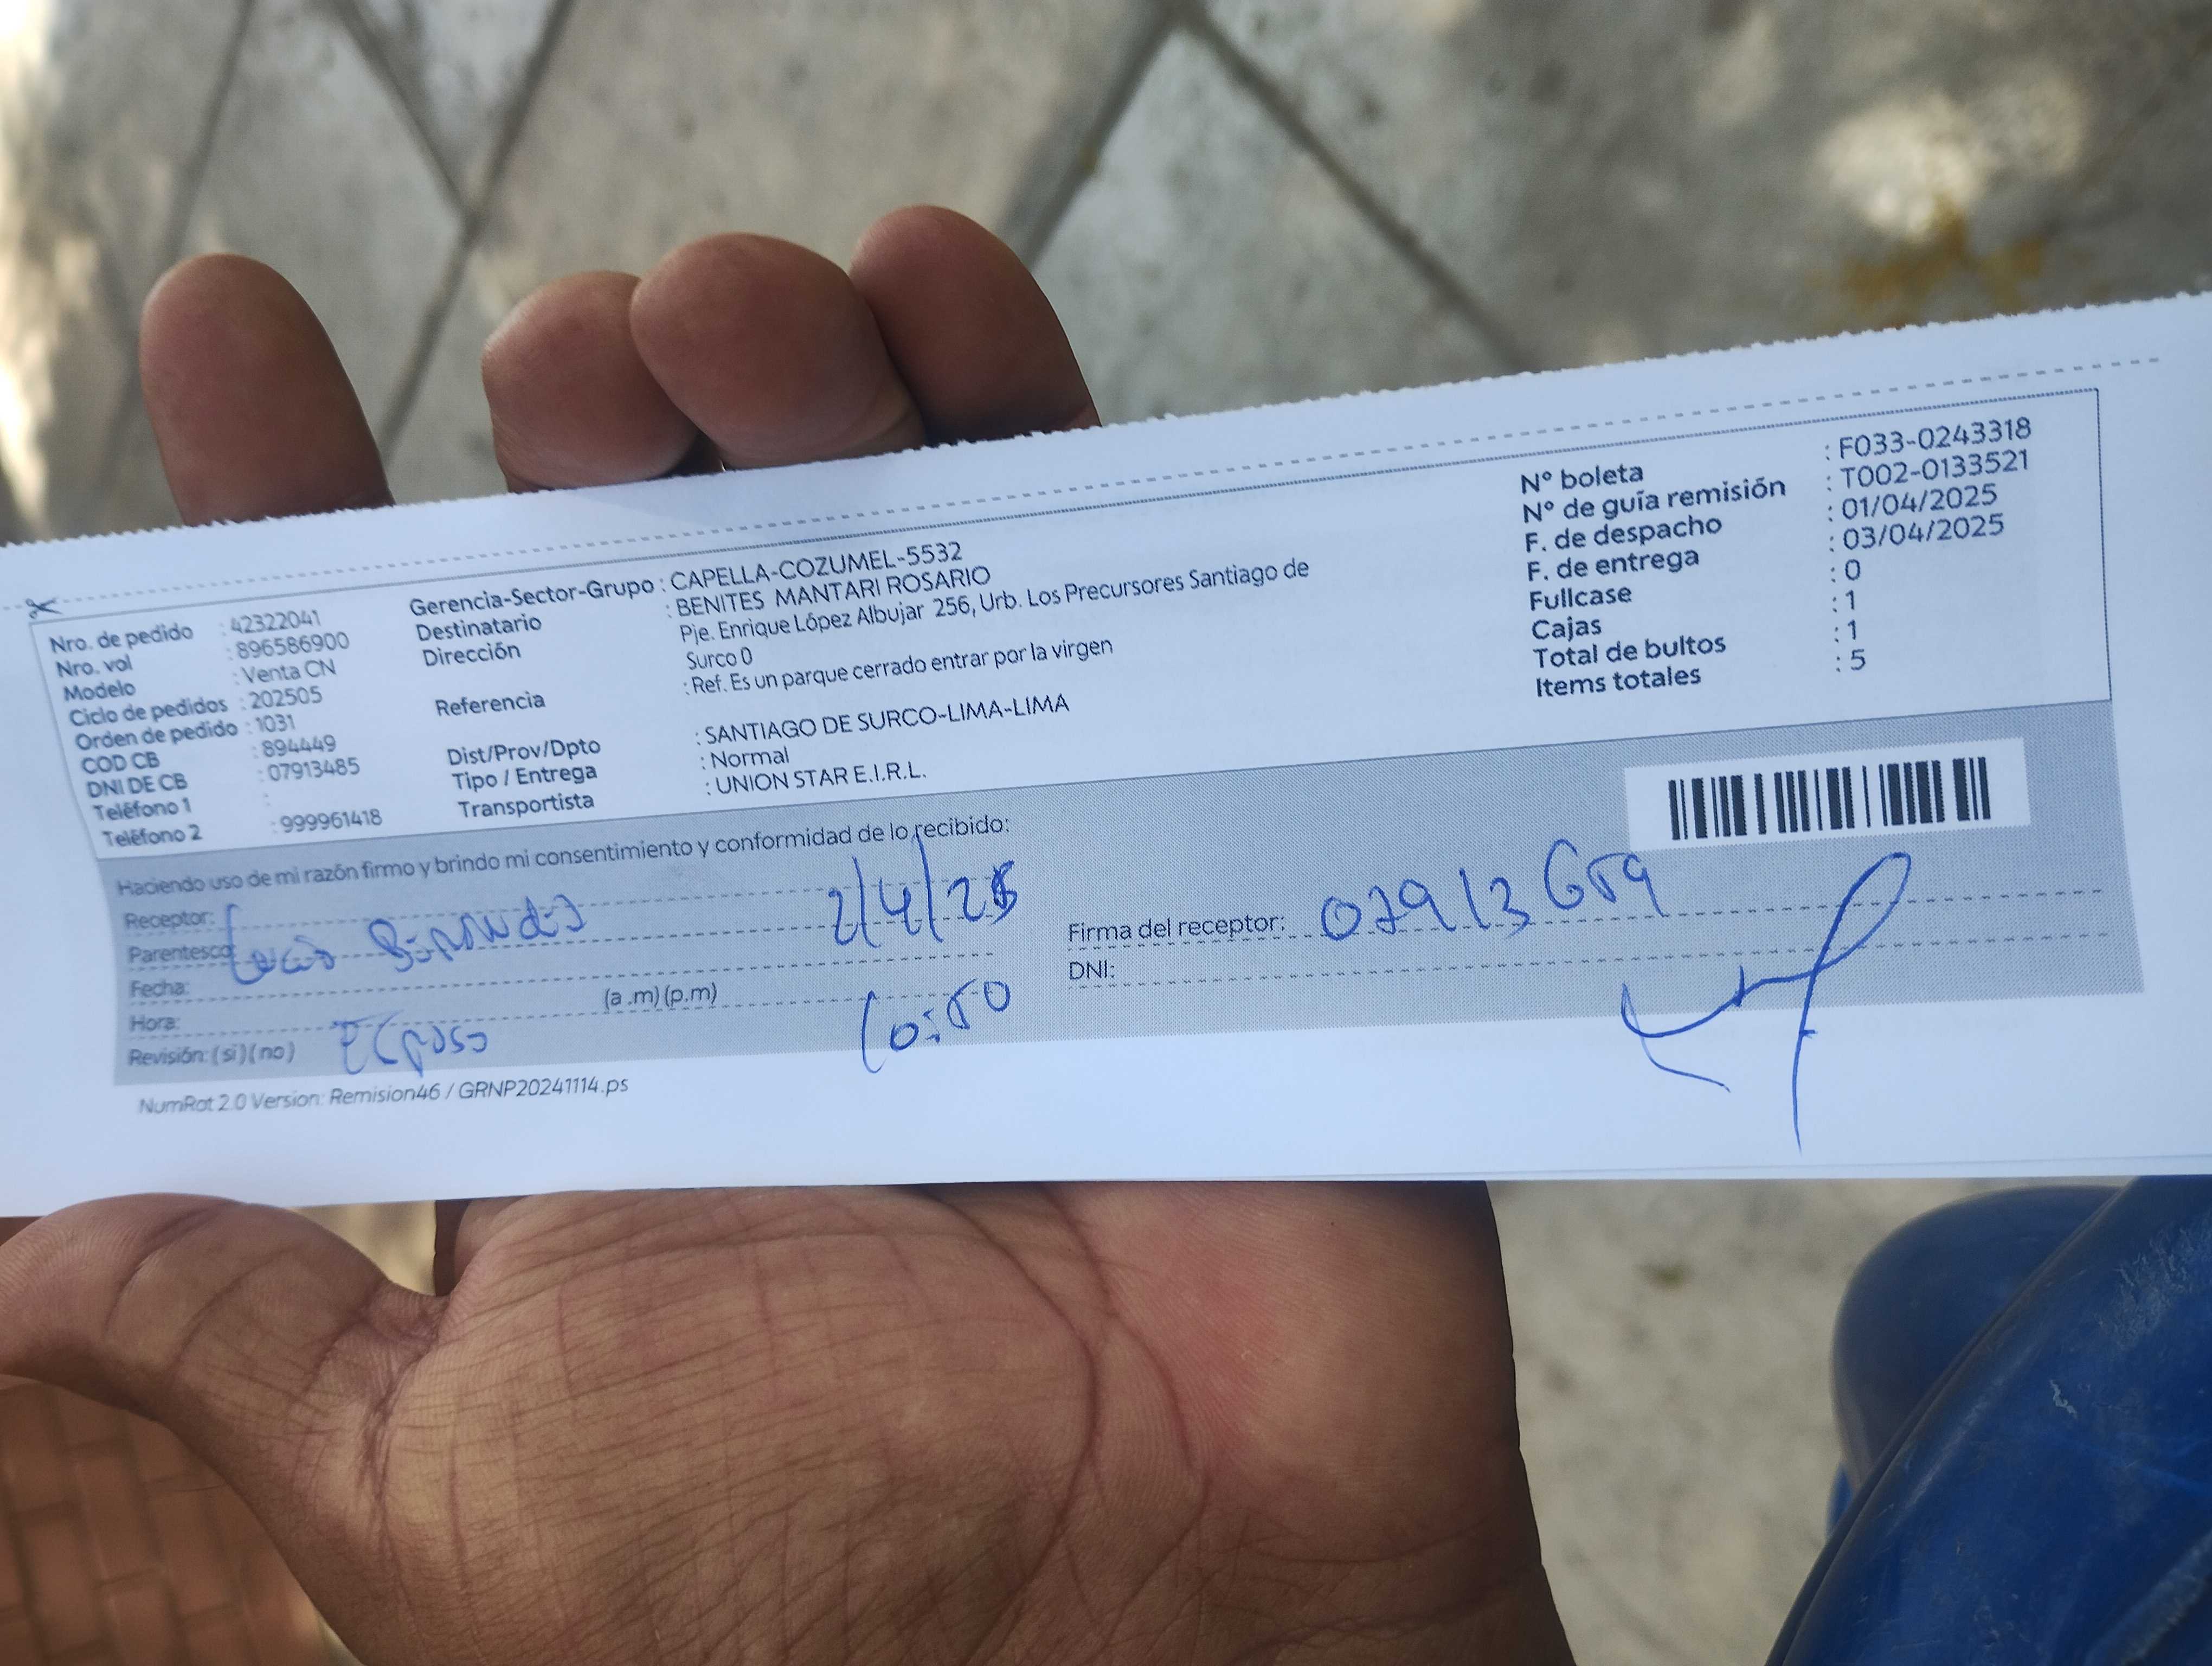 Nro. de pedido : 42322041
Nro. vol : 896586900
Modelo : Venta CN
Ciclo de pedidos : 202505
Orden de pedido : 1031
COD CB : 894449
DNI DE CB : 07913485
Teléfono 1 :
Teléfono 2 : 999961418
Gerencia-Sector-Grupo : CAPELLA-COZUMEL-5532
Destinatario : BENITES MANTARI ROSARIO
Dirección Pje. Enrique López Albujar 256, Urb. Los Precursores Santiago de
Surco 0
Referencia : Ref. Es un parque cerrado entrar por la virgen
Dist/Prov/Dpto : SANTIAGO DE SURCO-LIMA-LIMA
Tipo / Entrega : Normal
Transportista : UNION STAR E.I.R.L.
Nº boleta : F033-0243318
Nº de guía remisión : T002-0133521
F. de despacho : 01/04/2025
F. de entrega : 03/04/2025
Fullcase : 0
Cajas : 1
Total de bultos : 1
Items totales : 5
Haciendo uso de mi razón firmo y brindo mi consentimiento y conformidad de lo recibido:
Receptor:
Parentesco: 2/4/25
Fecha:
Hora: (a.m) (p.m)
Revisión: (si) (no) Esposo 10:50
Firma del receptor: 07913659
DNI:
NumRot 2.0 Version: Remision46 / GRNP20241114.ps